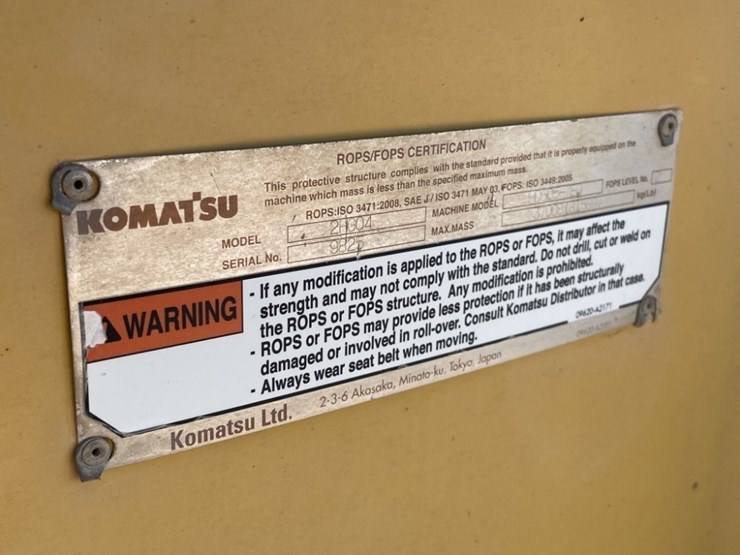 ROPS/FOPS CERTIFICATION
This protective structure complies with the standard provided that it is properly equipped on the
machine which mass is less than the specified maximum mass.
KOMATSU
ROPS:ISO 3471:2008, SAE J/ISO 3471 MAY 03, FOPS: ISO 3449:2005
MODEL
MACHINE MODEL
FOPS LEVEL No.
SERIAL No.
MAX.MASS
kg(Lb)
WARNING
- If any modification is applied to the ROPS or FOPS, it may affect the
strength and may not comply with the standard. Do not drill, cut or weld on
the ROPS or FOPS structure. Any modification is prohibited.
- ROPS or FOPS may provide less protection if it has been structurally
damaged or involved in roll-over. Consult Komatsu Distributor in that case.
- Always wear seat belt when moving.
09620-A2171
Komatsu Ltd. 2-3-6 Akasaka, Minato-ku, Tokyo, Japan